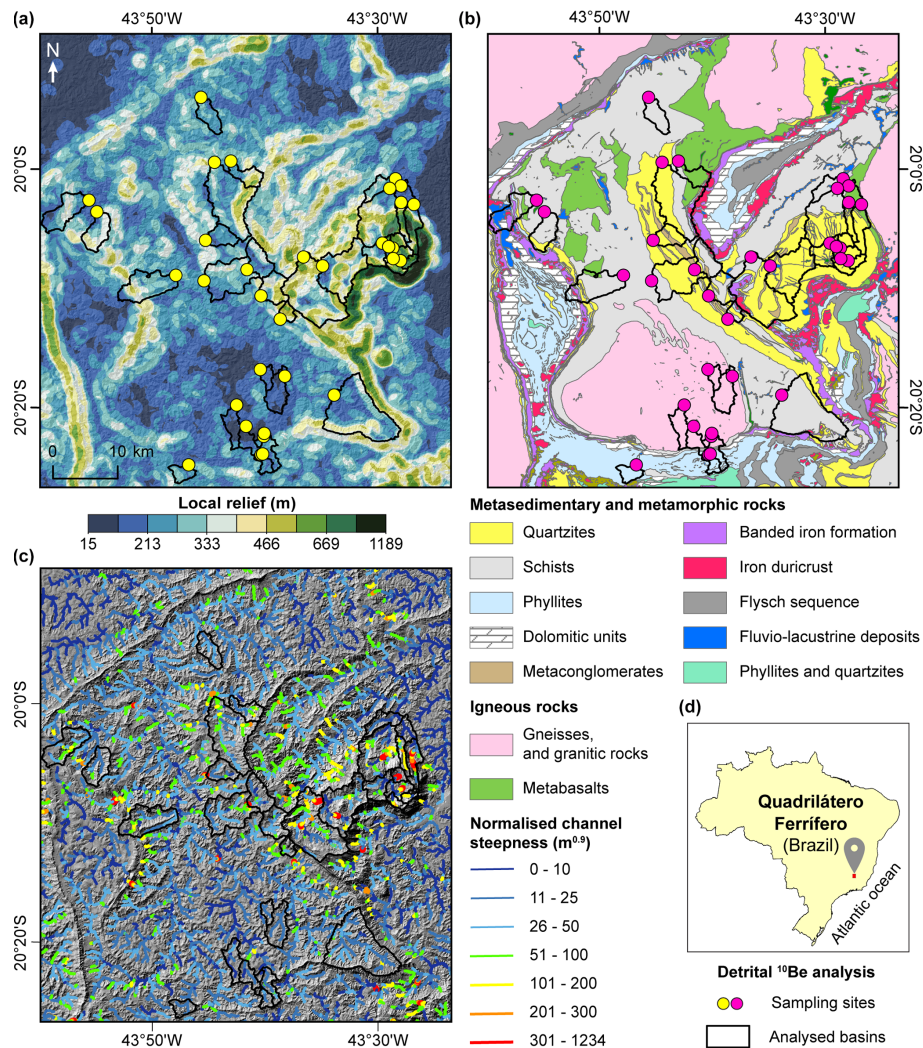 (a)
43°50'W
43°30'W
N
20°0'S
20°20'S
0
10 km
Local relief (m)
15
213
333
466
669
1189
(b)
43°50'W
43°30'W
20°0'S
20°20'S
Metasedimentary and metamorphic rocks
Quartzites
Schists
Phyllites
Dolomitic units
Metaconglomerates
Banded iron formation
Iron duricrust
Flysch sequence
Fluvio-lacustrine deposits
Phyllites and quartzites
Igneous rocks
Gneisses,
and granitic rocks
Metabasalts
Normalised channel
steepness (m⁰·⁹)
0 - 10
11 - 25
26 - 50
51 - 100
101 - 200
201 - 300
301 - 1234
(c)
20°0'S
20°20'S
43°50'W
43°30'W
(d)
Quadrilátero
Ferrífero
(Brazil)
Atlantic ocean
Detrital ¹⁰Be analysis
Sampling sites
Analysed basins